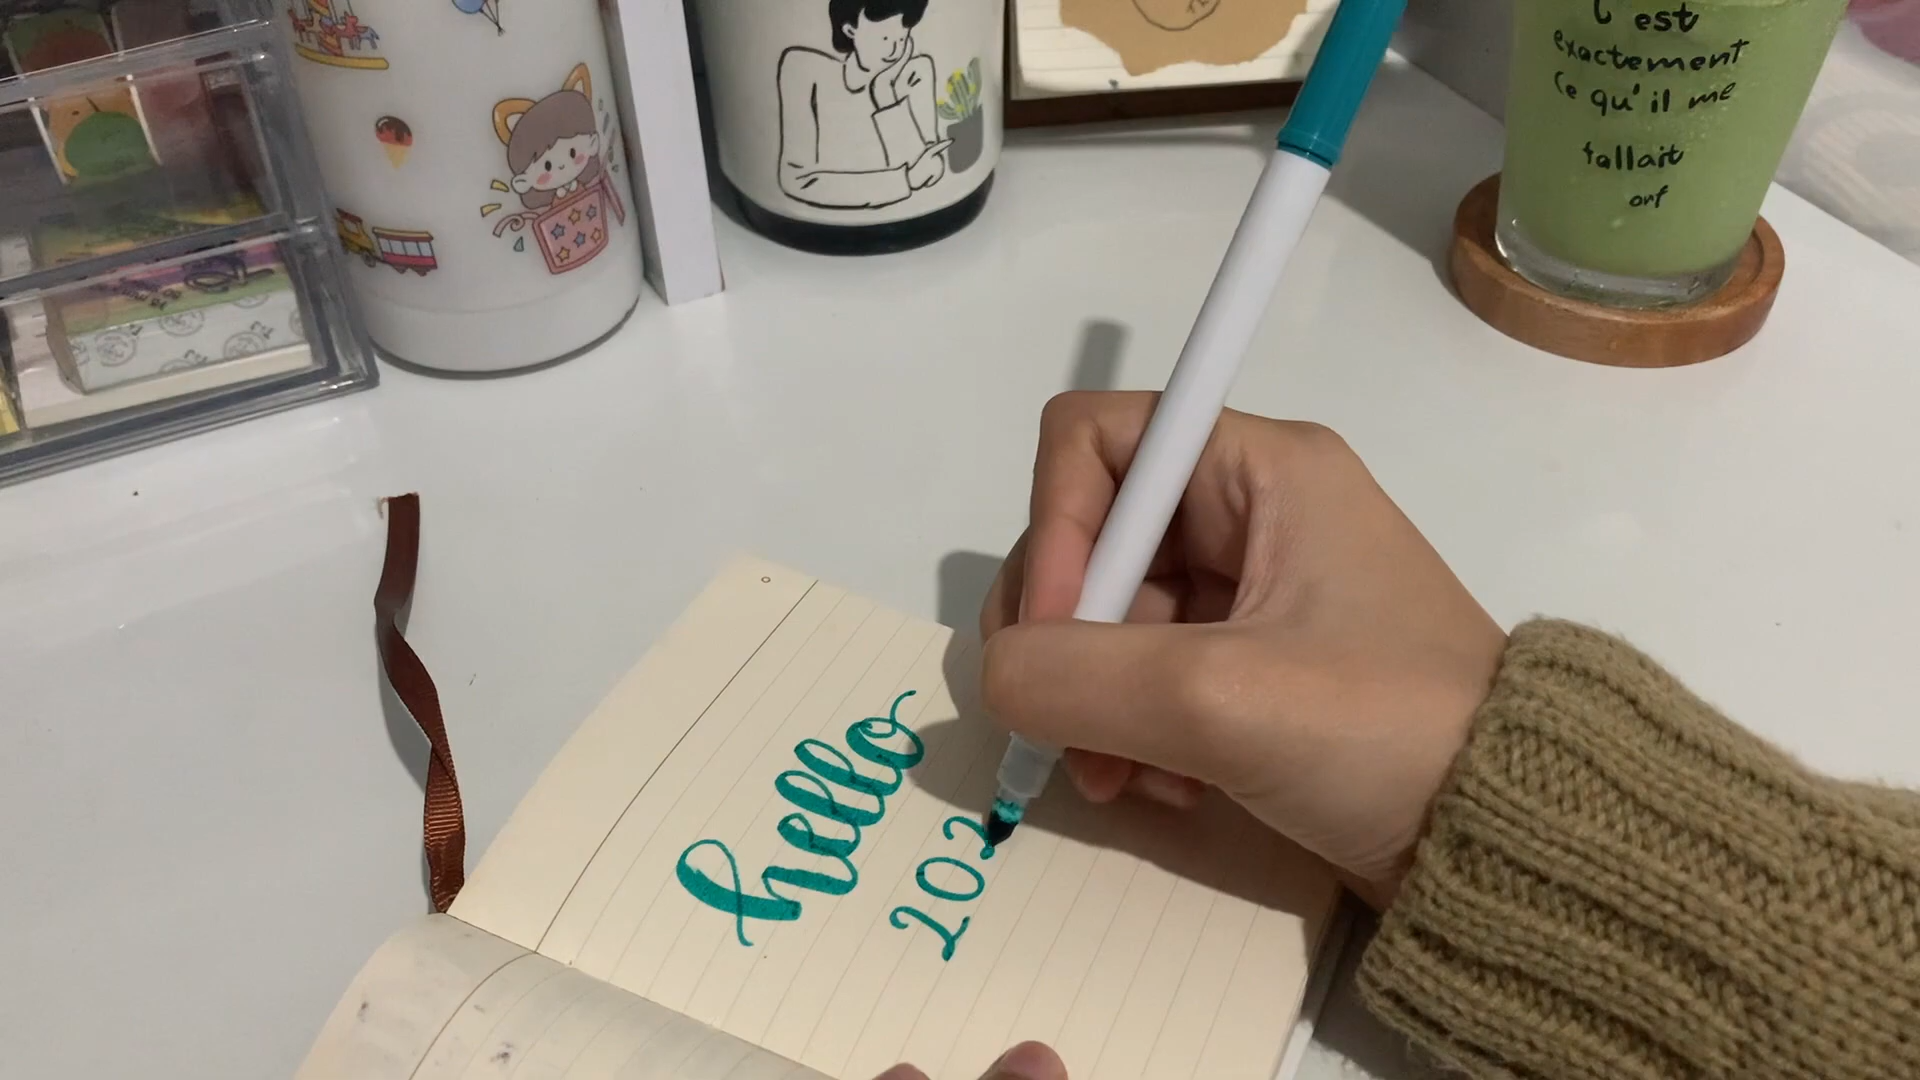 C'est
exactement
ce qu'il me
fallait
hello
202